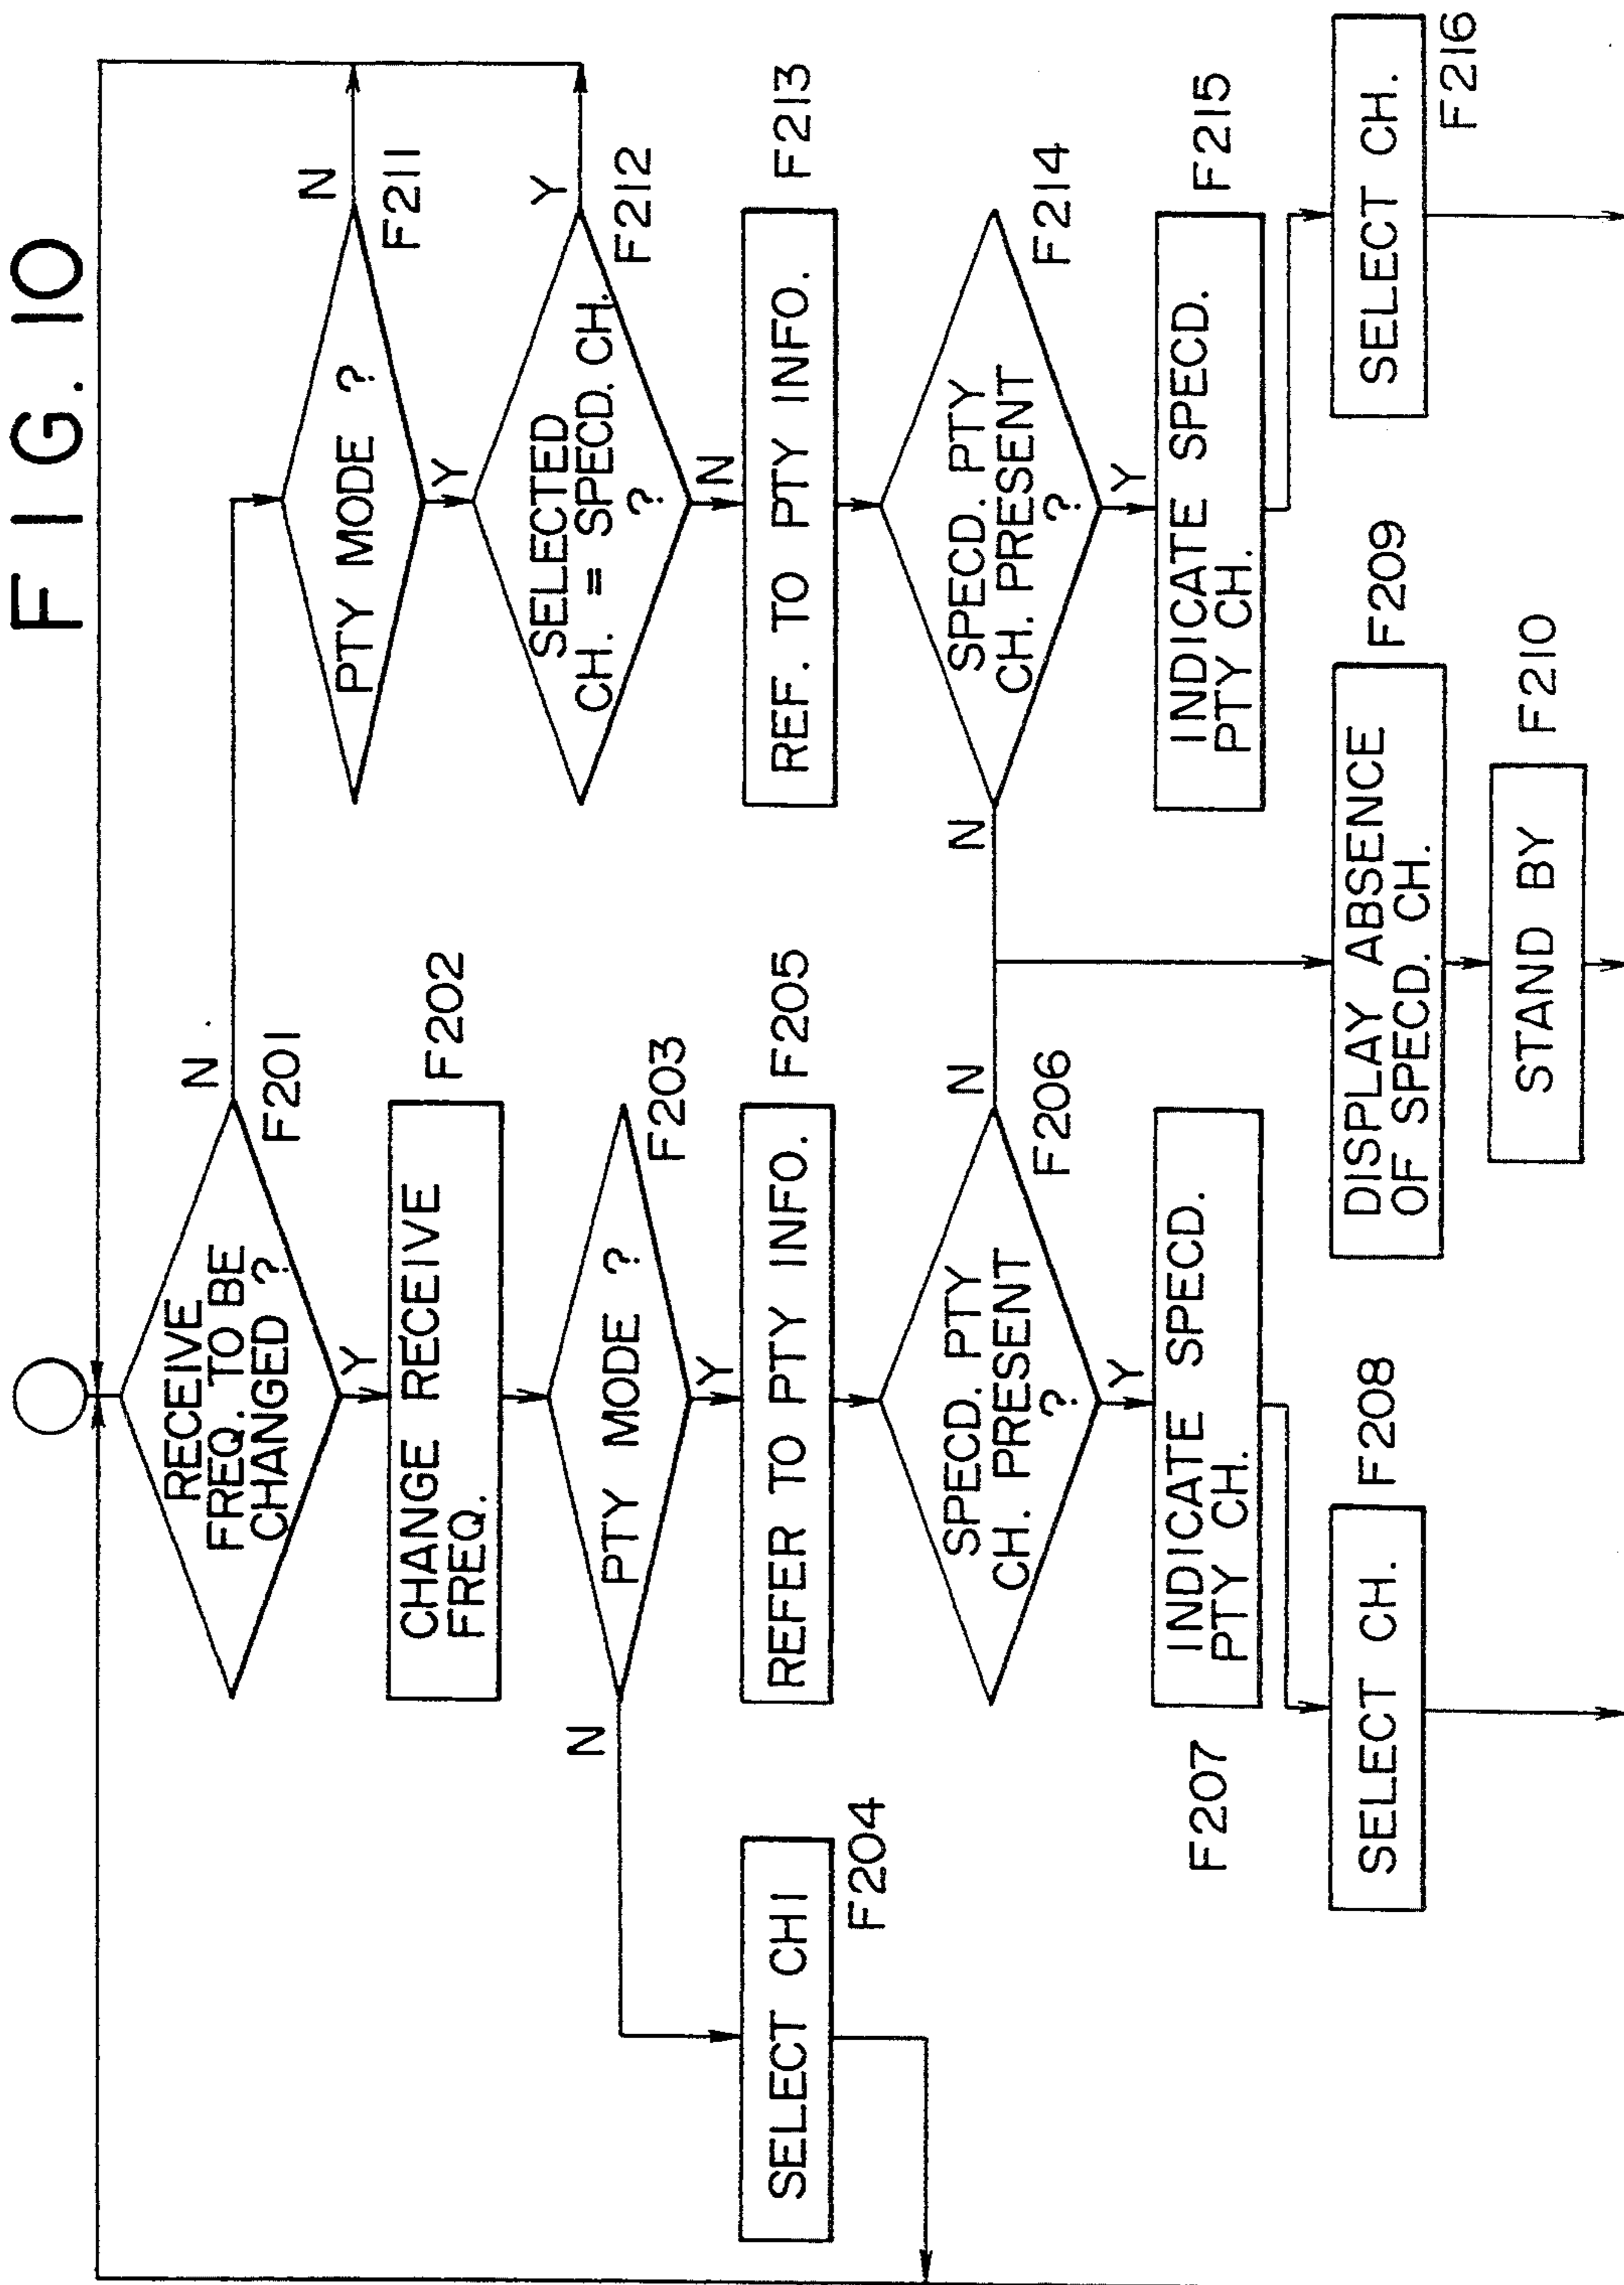 FIG. 10
RECEIVE
FREQ. TO BE
CHANGED ?
F201
N
Y
CHANGE RECEIVE
FREQ.
F202
PTY MODE ?
F203
N
Y
SELECT CH1
F204
REFER TO PTY INFO.
F205
SPECD. PTY
CH. PRESENT
?
F206
N
Y
INDICATE SPECD.
PTY CH.
F207
SELECT CH.
F208
DISPLAY ABSENCE
OF SPECD. CH.
F209
STAND BY
F210
PTY MODE ?
F211
N
Y
SELECTED
CH. = SPECD. CH.
?
F212
Y
N
REF. TO PTY INFO.
F213
SPECD. PTY
CH. PRESENT
?
F214
N
Y
INDICATE SPECD.
PTY CH.
F215
SELECT CH.
F216